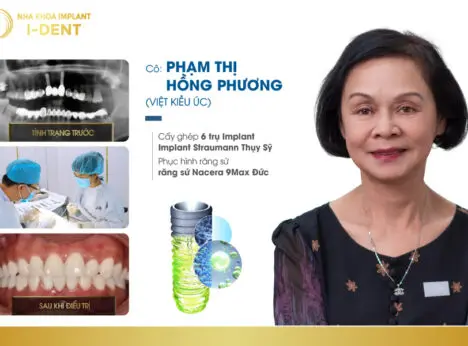 NHA KHOA IMPLANT
I-DENT
Cô: PHẠM THỊ
HỒNG PHƯƠNG
(VIỆT KIỀU ÚC)
TÌNH TRẠNG TRƯỚC
Cấy ghép 6 trụ Implant
Implant Straumann Thụy Sỹ
Phục hình răng sứ
răng sứ Nacera 9Max Đức
SAU KHI ĐIỀU TRỊ